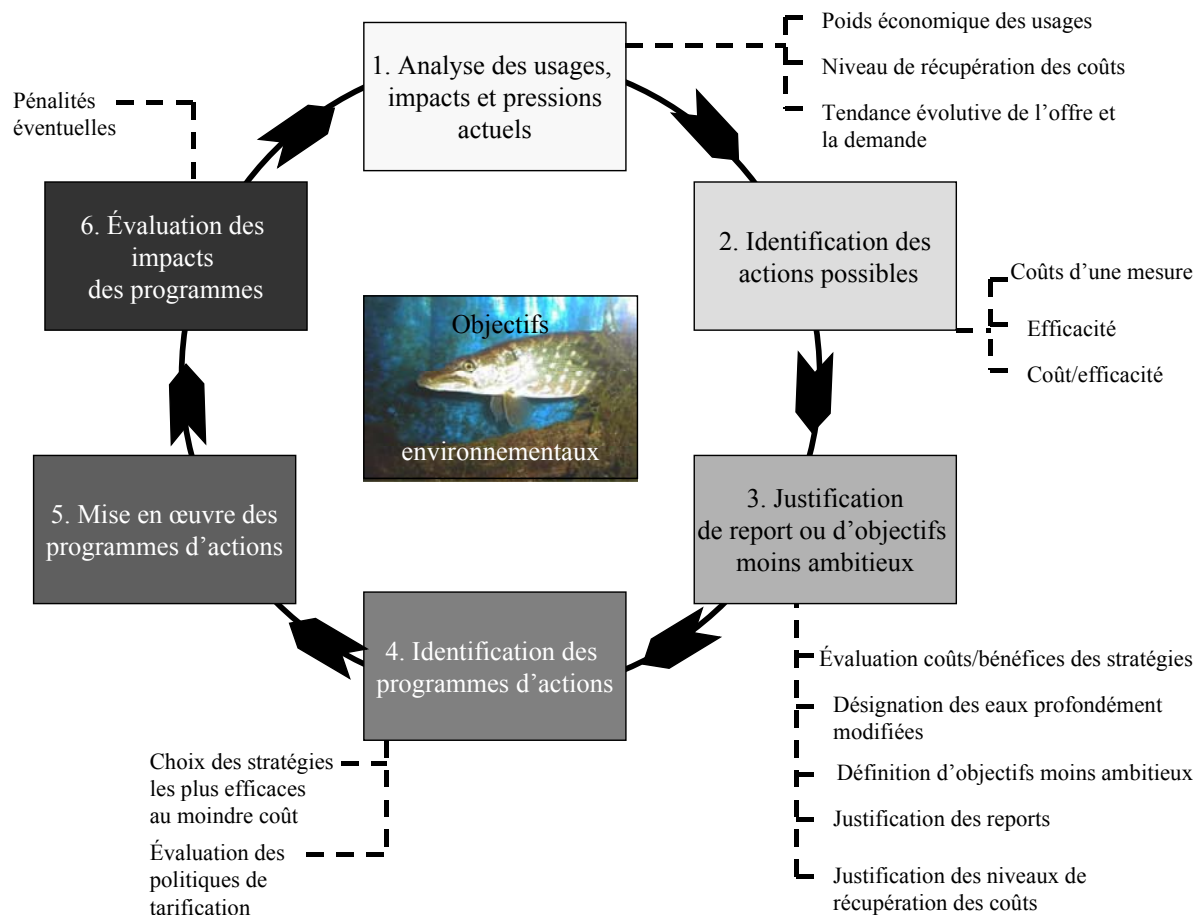 1. Analyse des usages,
impacts et pressions
actuels
Poids économique des usages
Niveau de récupération des coûts
Tendance évolutive de l’offre et
la demande
2. Identification des
actions possibles
Coûts d’une mesure
Efficacité
Coût/efficacité
3. Justification
de report ou d’objectifs
moins ambitieux
Évaluation coûts/bénéfices des stratégies
Désignation des eaux profondément
modifiées
Définition d’objectifs moins ambitieux
Justification des reports
Justification des niveaux de
récupération des coûts
4. Identification des
programmes d’actions
Choix des stratégies
les plus efficaces
au moindre coût
Évaluation des
politiques de
tarification
5. Mise en œuvre des
programmes d’actions
6. Évaluation des
impacts
des programmes
Pénalités
éventuelles
Objectifs
environnementaux